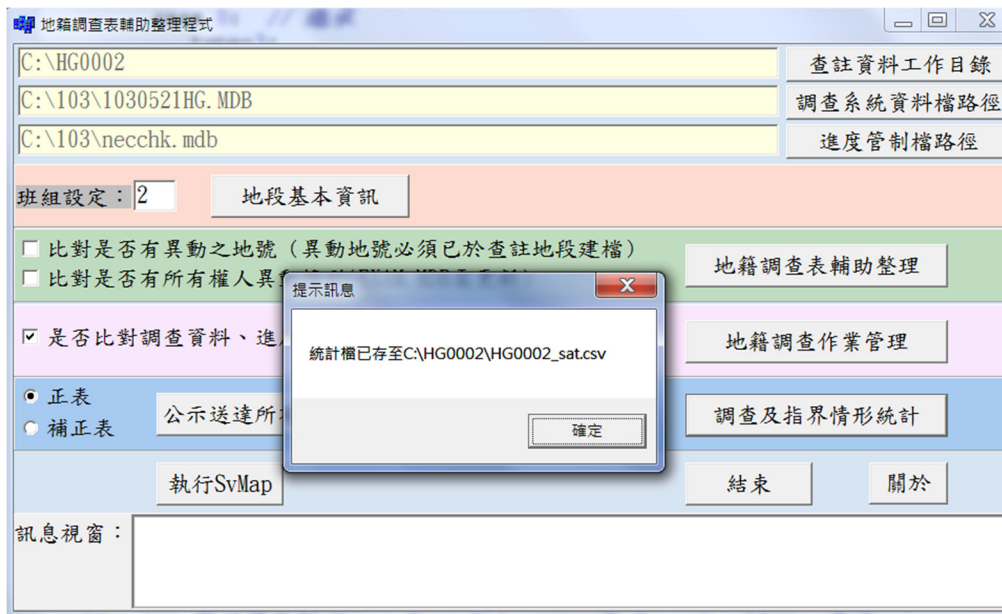 地籍調查表輔助整理程式
C:\HG0002
查註資料工作目錄
C:\103\1030521HG.MDB
調查系統資料檔路徑
C:\103\necchk.mdb
進度管制檔路徑
班組設定：2
地段基本資訊
比對是否有異動之地號（異動地號必須已於查註地段建檔）
比對是否有所有權人異
地籍調查表輔助整理
提示訊息
是否比對調查資料、進
統計檔已存至C:\HG0002\HG0002_sat.csv
地籍調查作業管理
正表
補正表
公示送達所
確定
調查及指界情形統計
執行SvMap
結束
關於
訊息視窗：